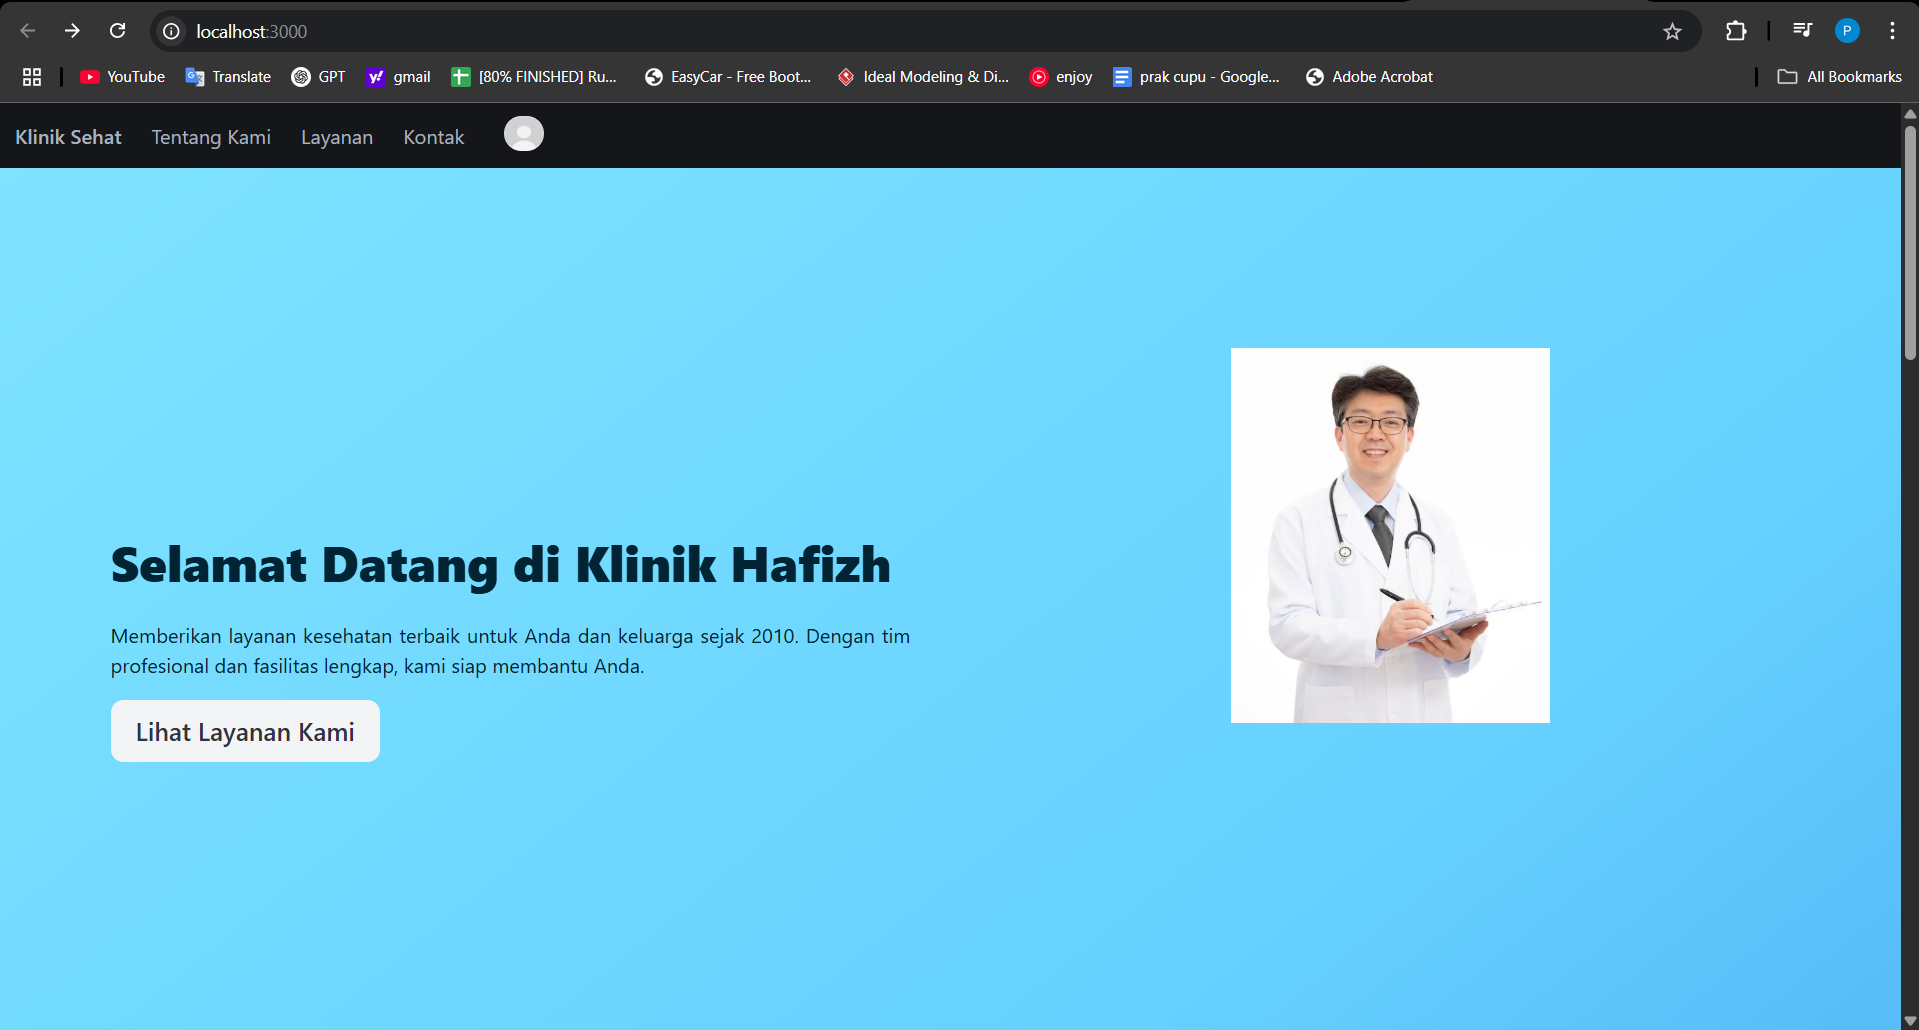 localhost:3000
YouTube
Translate
GPT
gmail
[80% FINISHED] Ru...
EasyCar - Free Boot...
Ideal Modeling & Di...
enjoy
prak cupu - Google...
Adobe Acrobat
All Bookmarks
P
Klinik Sehat
Tentang Kami
Layanan
Kontak
Selamat Datang di Klinik Hafizh
Memberikan layanan kesehatan terbaik untuk Anda dan keluarga sejak 2010. Dengan tim
profesional dan fasilitas lengkap, kami siap membantu Anda.
Lihat Layanan Kami